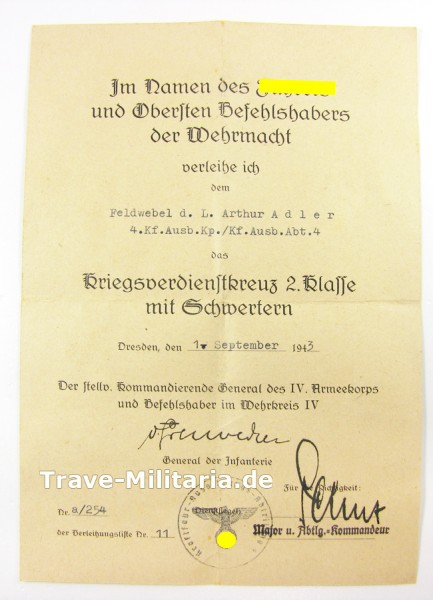 Im Namen des
und Obersten Befehlshabers
der Wehrmacht
verleihe ich
dem
Feldwebel d. L. Arthur A d l e r
4.Kf.Ausb.Kp./Kf.Ausb.Abt.4
das
Kriegsverdienstkreuz 2. Klasse
mit Schwertern
Dresden, den 1. September 1943
Der stellv. Kommandierende General des IV. Armeekorps
und Befehlshaber im Wehrkreis IV
General der Infanterie
Trave-Militaria.de
Für die Richtigkeit:
Nr. a/254
(Dienstsiegel)
der Verleihungsliste Nr. 11
Major u. Abtlg.-Kommandeur